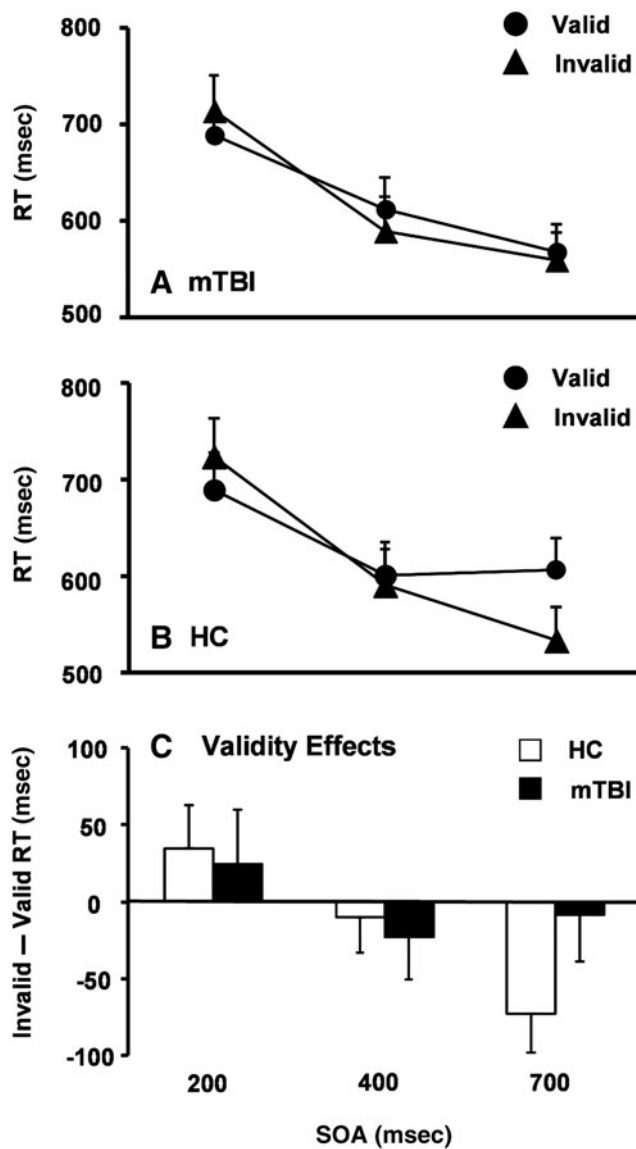 800
700
600
500
RT (msec)
Valid
Invalid
A mTBI
800
700
600
500
RT (msec)
Valid
Invalid
B HC
100
50
0
-50
-100
Invalid — Valid RT (msec)
C Validity Effects
HC
mTBI
200 400 700
SOA (msec)